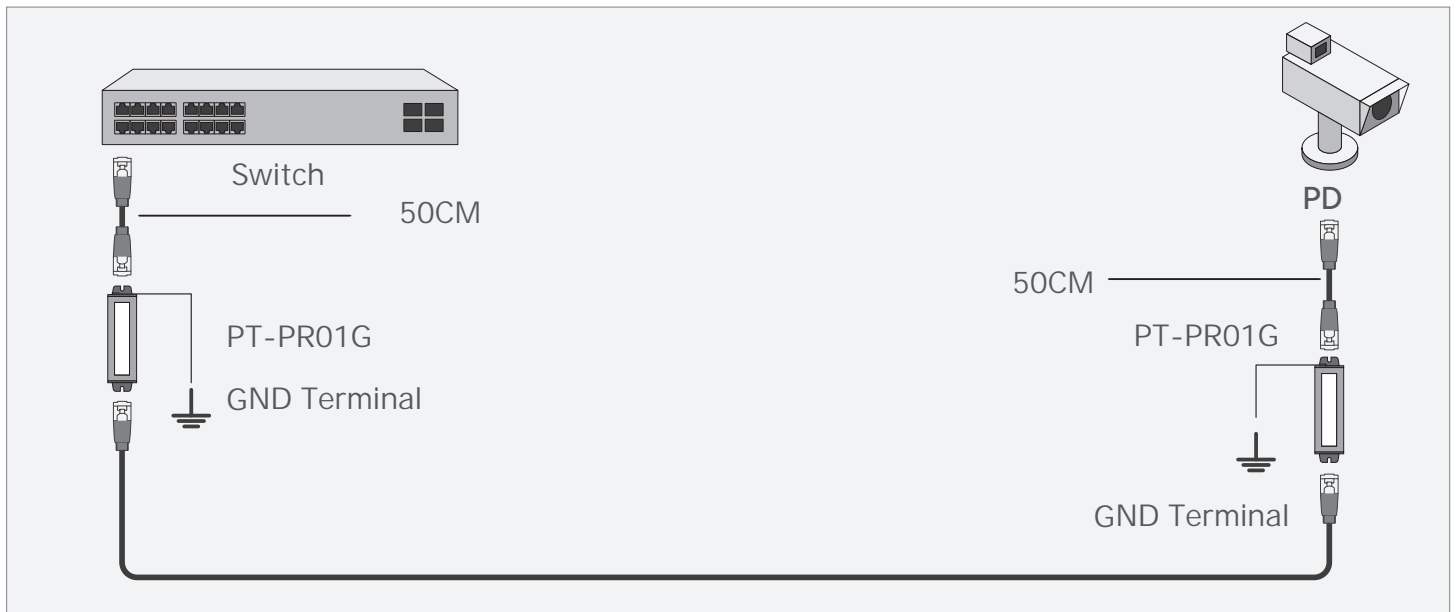 Switch
50CM
PT-PR01G
GND Terminal
PD
50CM
PT-PR01G
GND Terminal